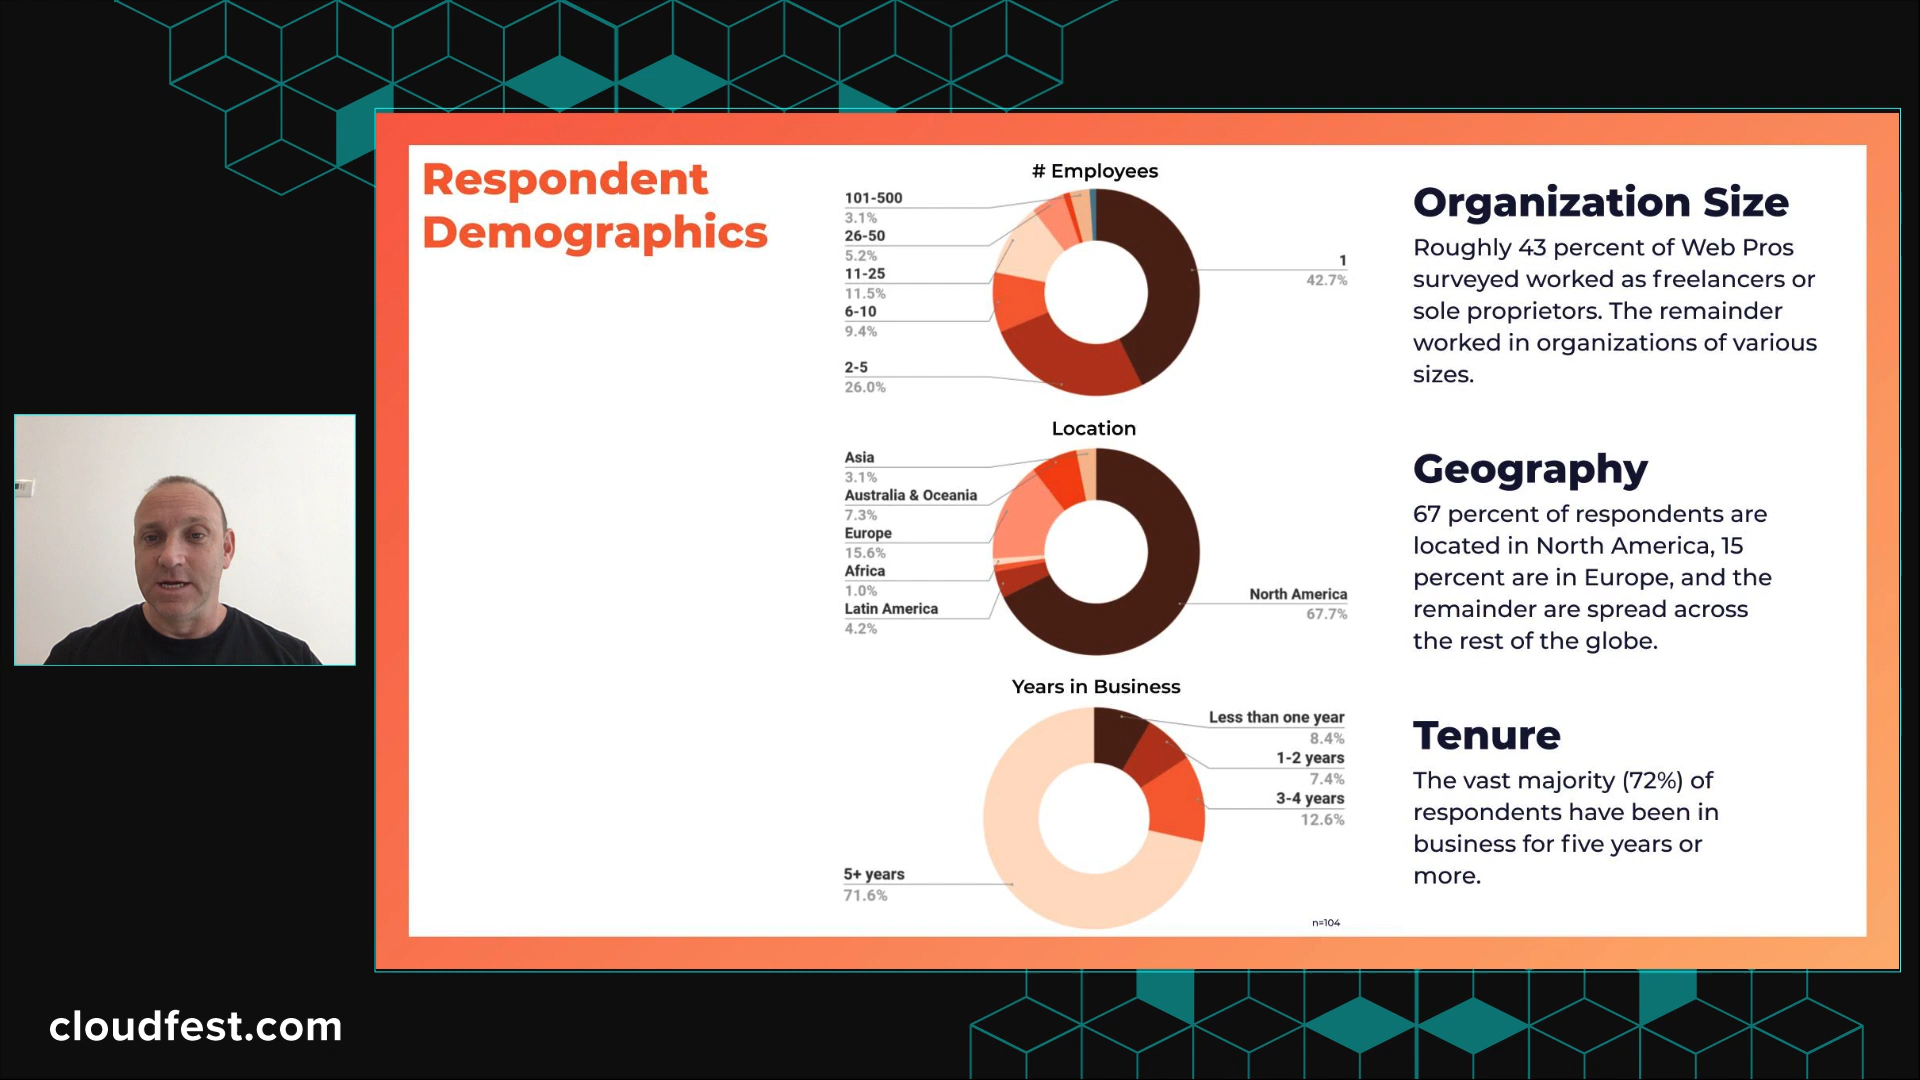 Respondent
Demographics
# Employees
101-500
3.1%
26-50
5.2%
11-25
11.5%
6-10
9.4%
2-5
26.0%
1
42.7%
Location
Asia
3.1%
Australia & Oceania
7.3%
Europe
15.6%
Africa
1.0%
Latin America
4.2%
North America
67.7%
Years in Business
Less than one year
8.4%
1-2 years
7.4%
3-4 years
12.6%
5+ years
71.6%
n=104
Organization Size
Roughly 43 percent of Web Pros
surveyed worked as freelancers or
sole proprietors. The remainder
worked in organizations of various
sizes.
Geography
67 percent of respondents are
located in North America, 15
percent are in Europe, and the
remainder are spread across
the rest of the globe.
Tenure
The vast majority (72%) of
respondents have been in
business for five years or
more.
cloudfest.com